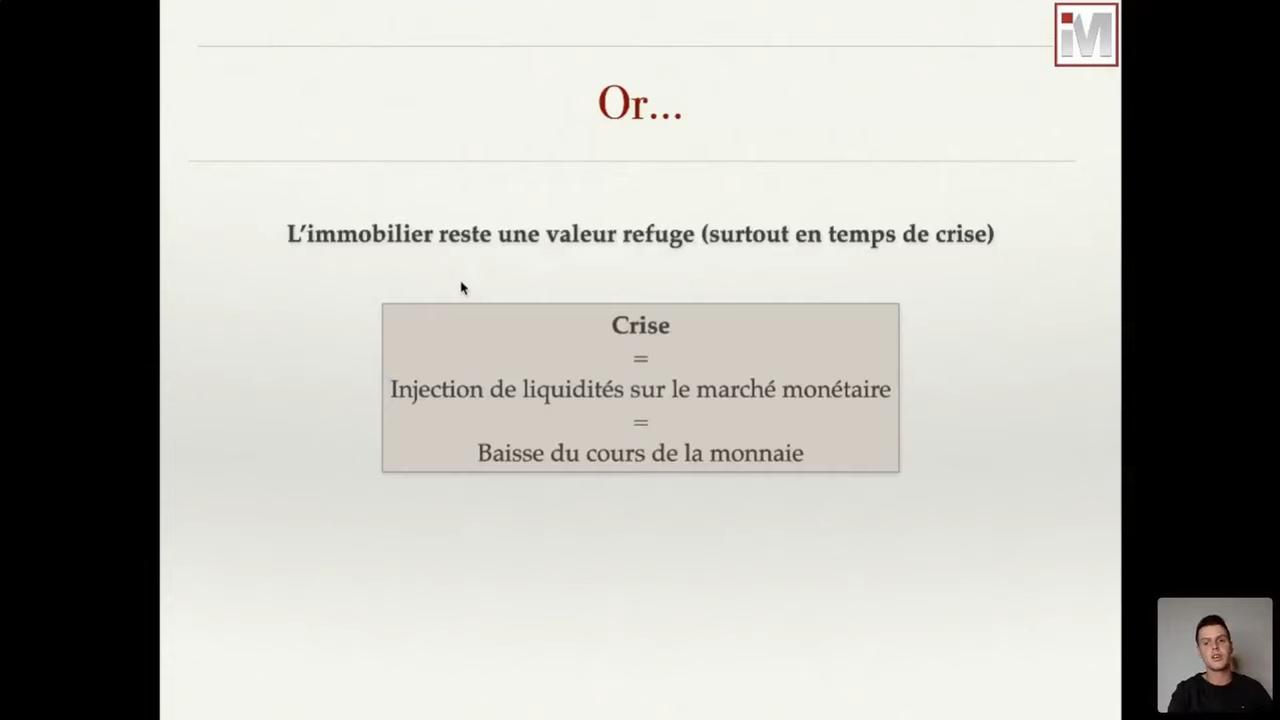 iM
Or...
L'immobilier reste une valeur refuge (surtout en temps de crise)
Crise
=
Injection de liquidités sur le marché monétaire
=
Baisse du cours de la monnaie